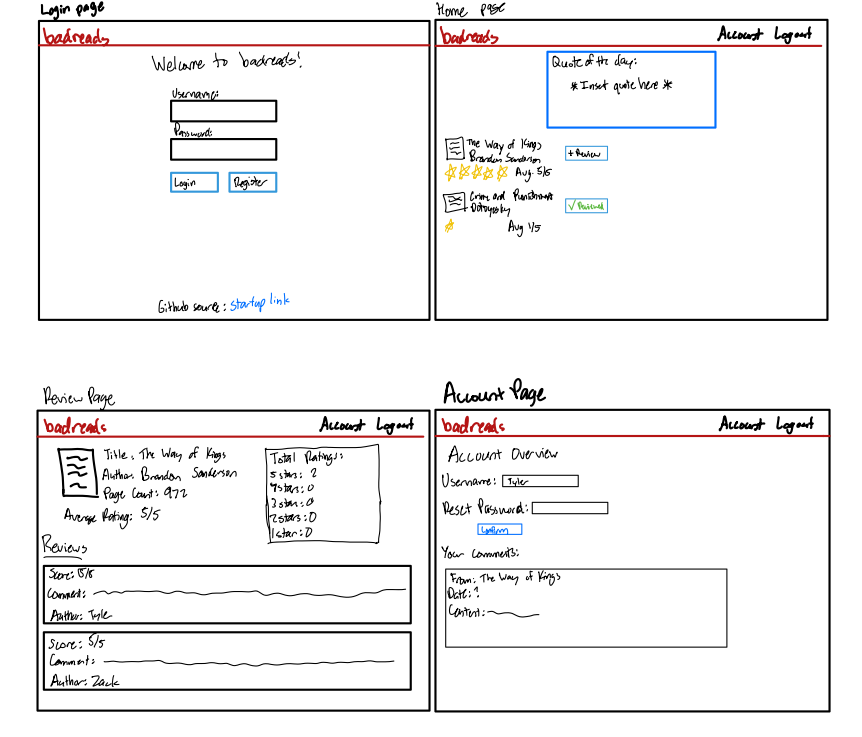 Login page
badreads
Welcome to badreads!
Username:
Password:
Login
Register
Github source: startup link
Home page
badreads
Account Logout
Quote of the day:
* Insert quote here *
The Way of Kings
Brandon Sanderson
+ Review
Avg. 5/5
Crime and Punishment
Dotoyesky
✓ Reviewed
Avg 1/5
Review Page
badreads
Account Logout
Title: The Way of Kings
Author: Brandon Sanderson
Page Count: 972
Average Rating: 5/5
Total Ratings:
5 stars: 2
4 stars: 0
3 stars: 0
2 stars: 0
1 star: 0
Reviews
Score: 5/5
Comment:
Author: Tyle
Score: 5/5
Comment:
Author: Zack
Account Page
badreads
Account Logout
Account Overview
Username: Tyler
Reset Password:
Confirm
Your Comments:
From: The Way of Kings
Date: ?
Content: